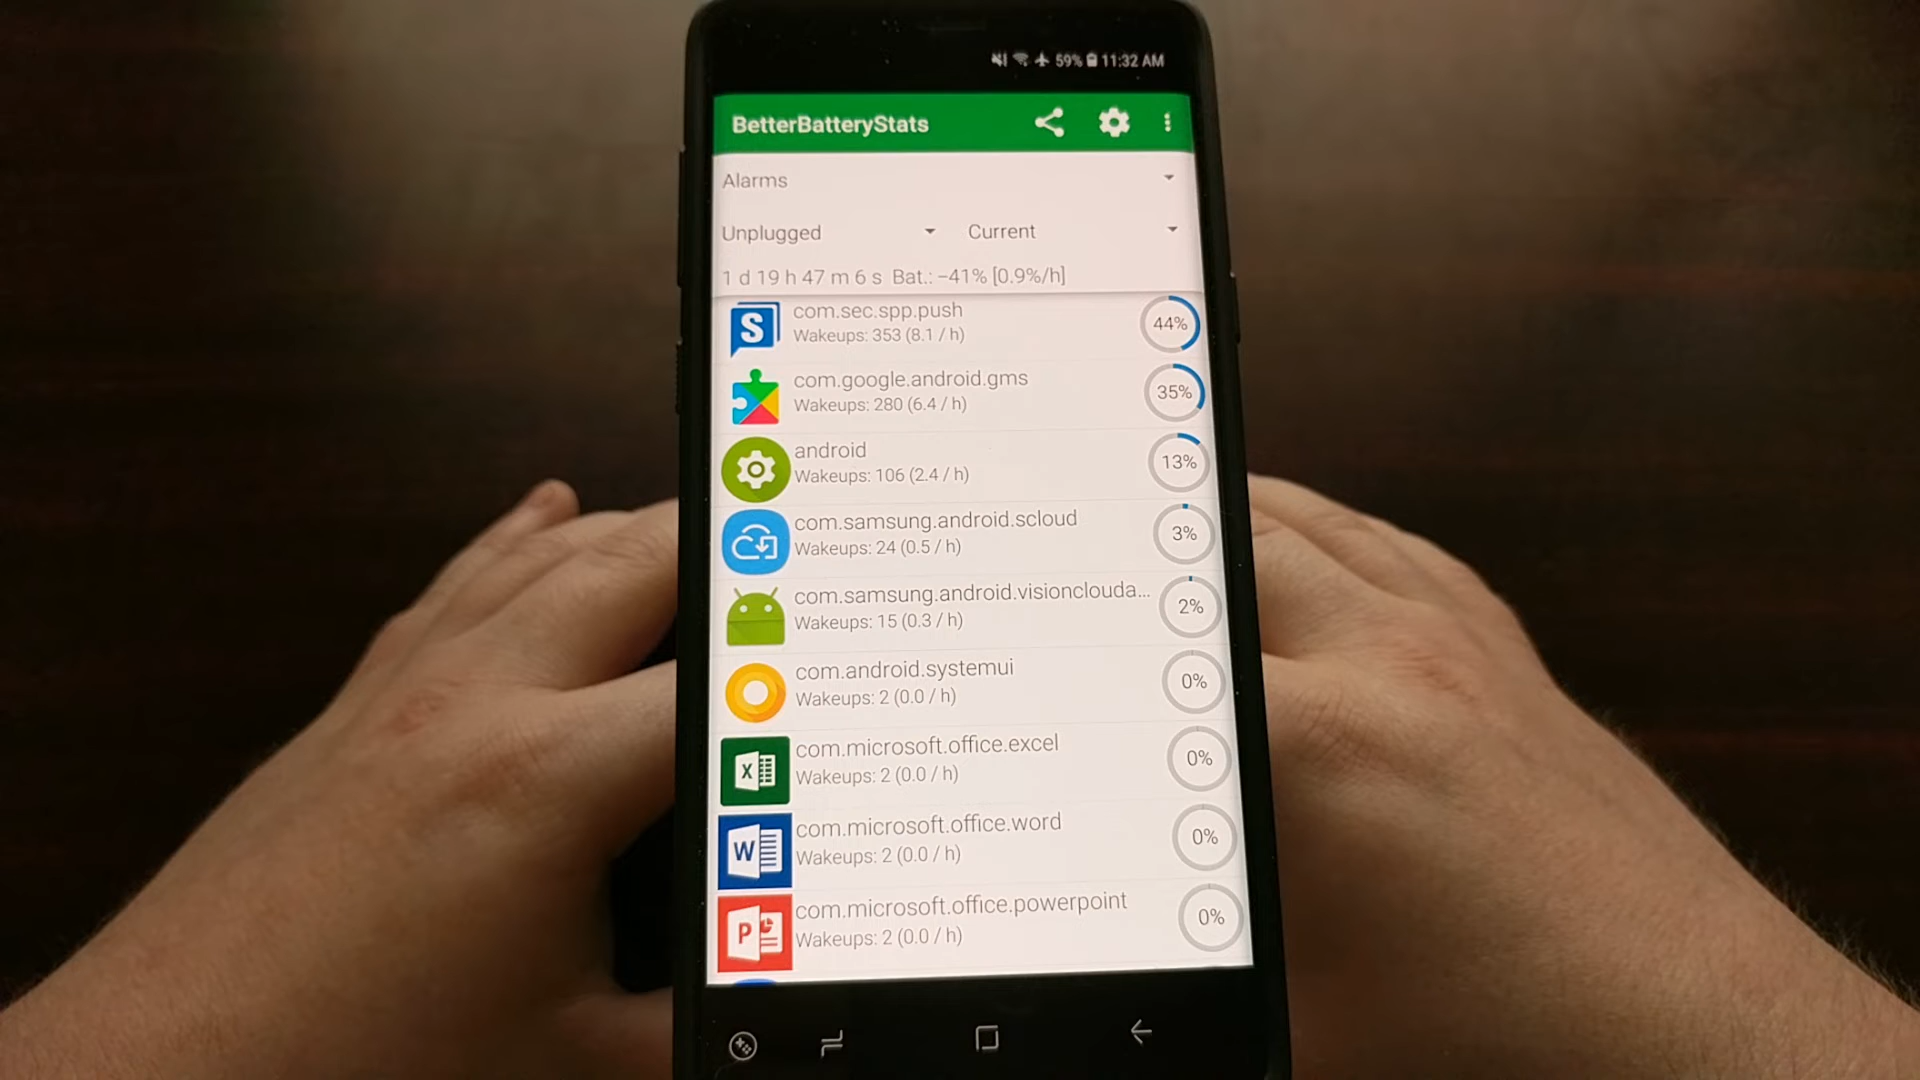 59% 11:32 AM
BetterBatteryStats
Alarms
Unplugged Current
1 d 19 h 47 m 6 s Bat.: −41% [0.9%/h]
S com.sec.spp.push
Wakeups: 353 (8.1 / h)
44%
com.google.android.gms
Wakeups: 280 (6.4 / h)
35%
android
Wakeups: 106 (2.4 / h)
13%
com.samsung.android.scloud
Wakeups: 24 (0.5 / h)
3%
com.samsung.android.visionclouda...
Wakeups: 15 (0.3 / h)
2%
com.android.systemui
Wakeups: 2 (0.0 / h)
0%
X com.microsoft.office.excel
Wakeups: 2 (0.0 / h)
0%
W com.microsoft.office.word
Wakeups: 2 (0.0 / h)
0%
P com.microsoft.office.powerpoint
Wakeups: 2 (0.0 / h)
0%